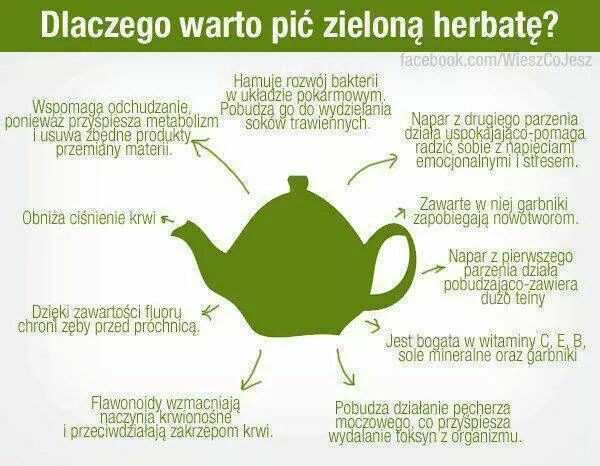 Dlaczego warto pić zieloną herbatę?
facebook.com/WieszCoJesz
Hamuje rozwój bakterii
w układzie pokarmowym.
Pobudza go do wydzielania
soków trawiennych.
Wspomaga odchudzanie,
ponieważ przyśpiesza metabolizm
i usuwa zbędne produkty
przemiany materii.
Napar z drugiego parzenia
działa uspokajająco-pomaga
radzić sobie z napięciami
emocjonalnymi i stresem.
Obniża ciśnienie krwi
Zawarte w niej garbniki
zapobiegają nowotworom.
Napar z pierwszego
parzenia działa
pobudzająco-zawiera
dużo teiny
Dzięki zawartości fluoru
chroni zęby przed próchnicą.
Jest bogata w witaminy C, E, B,
sole mineralne oraz garbniki
Flawonoidy wzmacniają
naczynia krwionośne
i przeciwdziałają zakrzepom krwi.
Pobudza działanie pęcherza
moczowego, co przyśpiesza
wydalanie toksyn z organizmu.